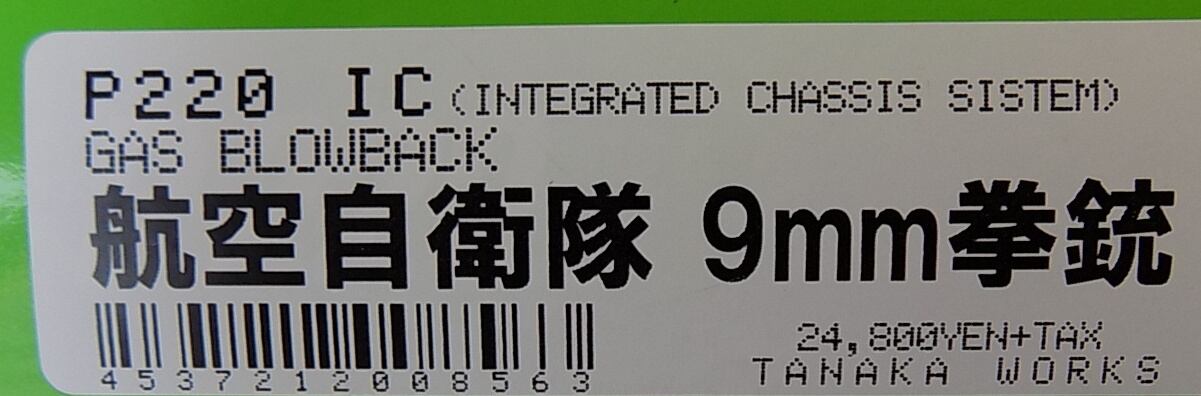 P220 IC (INTEGRATED CHASSIS SISTEM)
GAS BLOWBACK
航空自衛隊 9mm拳銃
4537212008563
24,800YEN+TAX
TANAKA WORKS